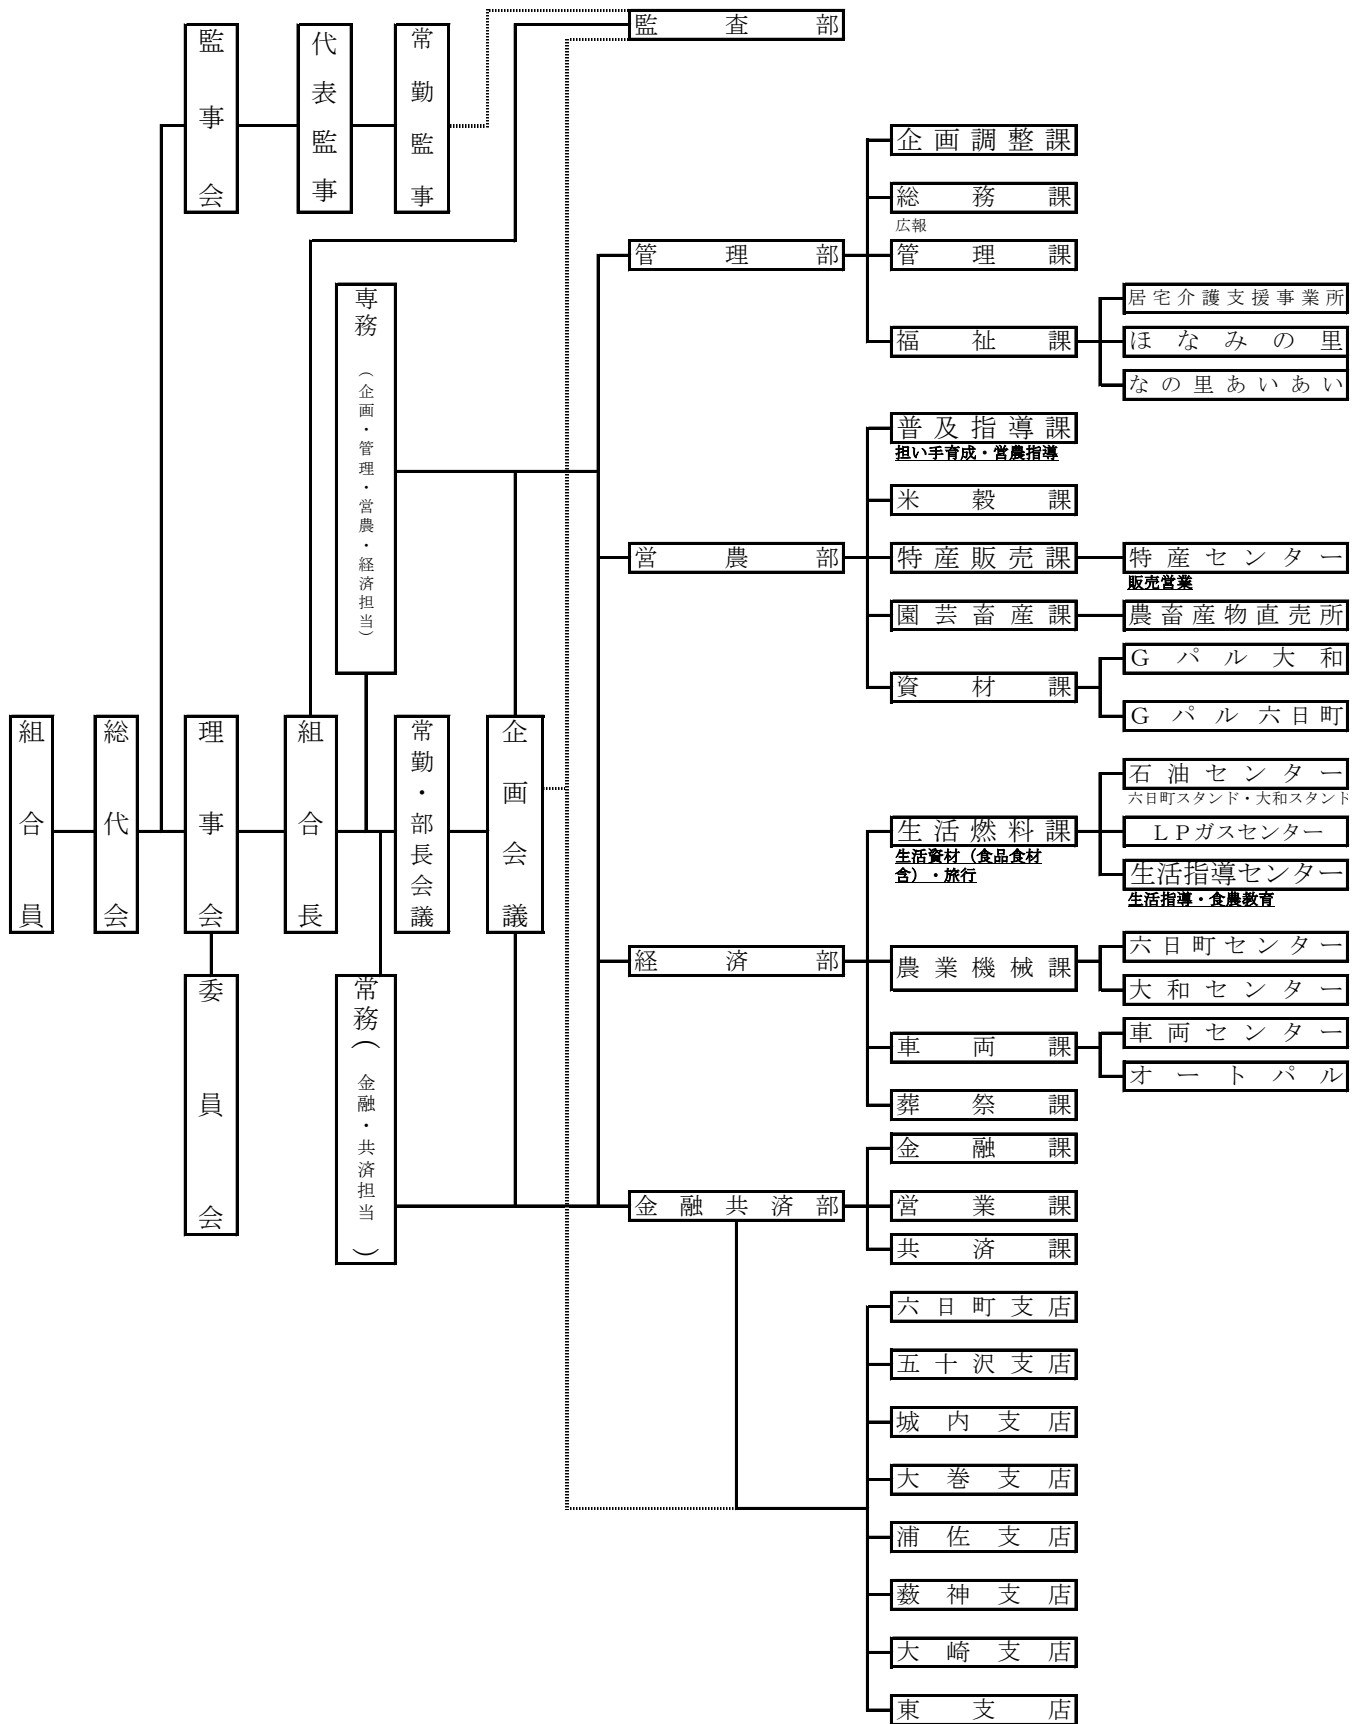 監査部
監事会
代表監事
常勤監事
企画調整課
総務課
広報
管理部
管理課
居宅介護支援事業所
福祉課
ほなみの里
なの里あいあい
専務（企画・管理・営農・経済担当）
普及指導課
担い手育成・営農指導
米穀課
営農部
特産販売課
特産センター
販売営業
園芸畜産課
農畜産物直売所
資材課
Gパル大和
Gパル六日町
組合員
総代会
理事会
組合長
常勤・部長会議
企画会議
石油センター
六日町スタンド・大和スタンド
生活燃料課
生活資材（食品食材
含）・旅行
ＬＰガスセンター
生活指導センター
生活指導・食農教育
経済部
農業機械課
六日町センター
大和センター
委員会
常務（金融・共済担当）
車両課
車両センター
オートパル
葬祭課
金融課
金融共済部
営業課
共済課
六日町支店
五十沢支店
城内支店
大巻支店
浦佐支店
薮神支店
大崎支店
東支店